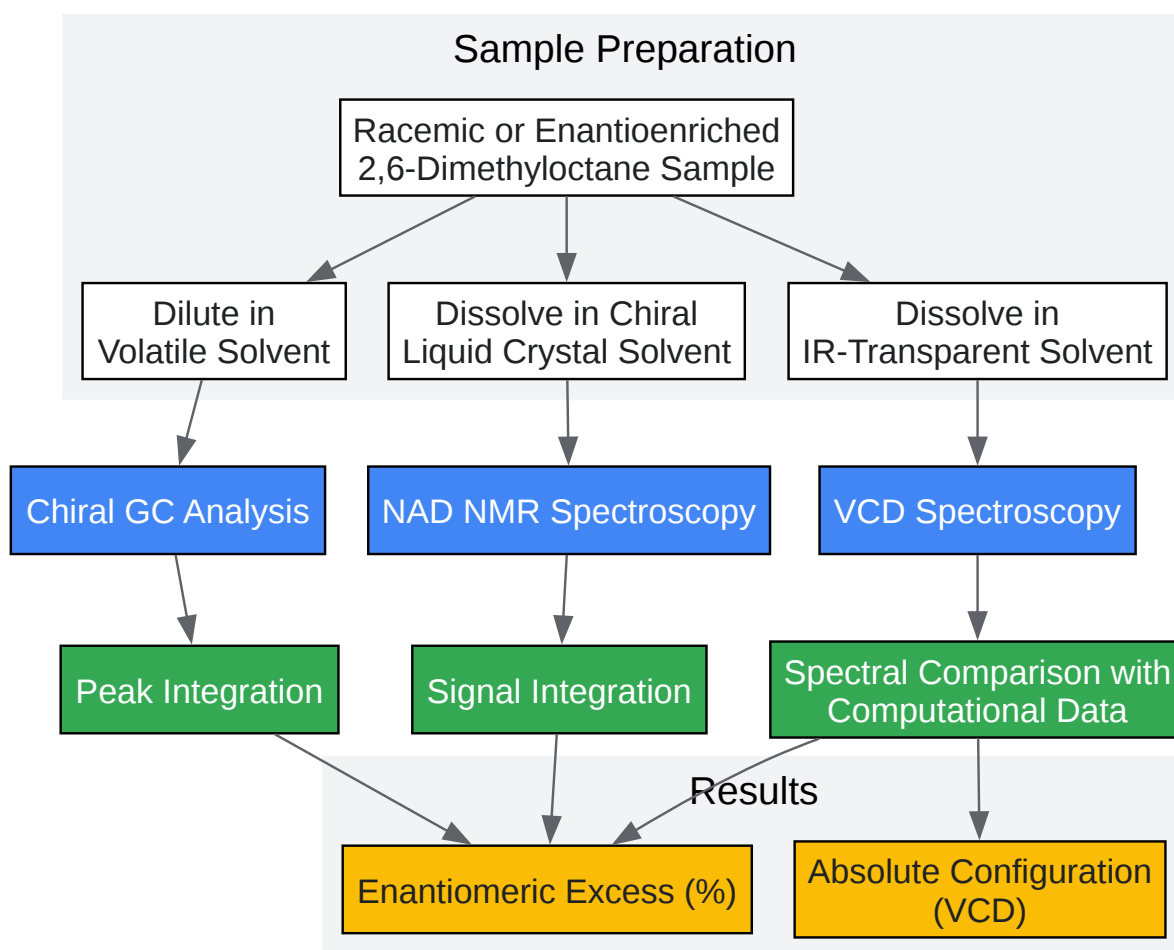 Sample Preparation
Racemic or Enantioenriched
2,6-Dimethyloctane Sample
Dilute in
Volatile Solvent
Dissolve in Chiral
Liquid Crystal Solvent
Dissolve in
IR-Transparent Solvent
Chiral GC Analysis
NAD NMR Spectroscopy
VCD Spectroscopy
Peak Integration
Signal Integration
Spectral Comparison with
Computational Data
Results
Enantiomeric Excess (%)
Absolute Configuration
(VCD)